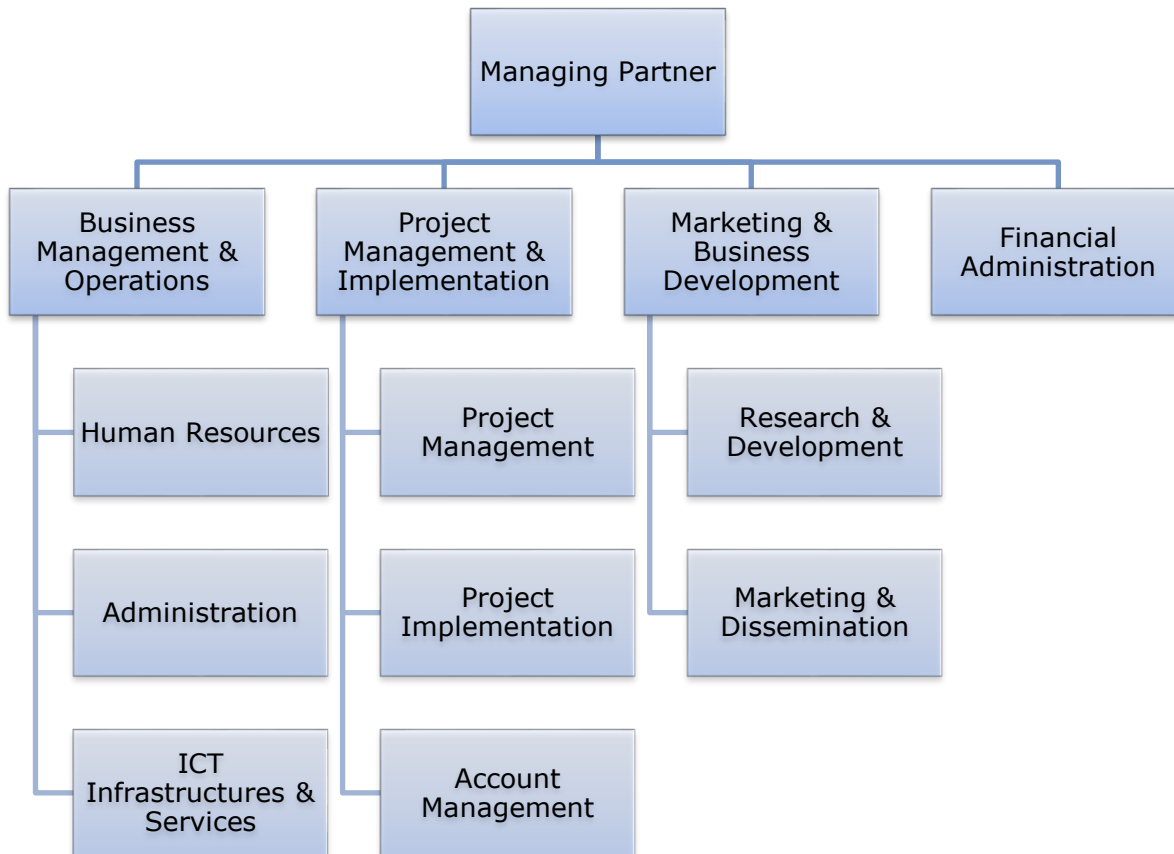 Managing Partner
Business
Management &
Operations
Project
Management &
Implementation
Marketing &
Business
Development
Financial
Administration
Human Resources
Project
Management
Research &
Development
Administration
Project
Implementation
Marketing &
Dissemination
ICT
Infrastructures &
Services
Account
Management